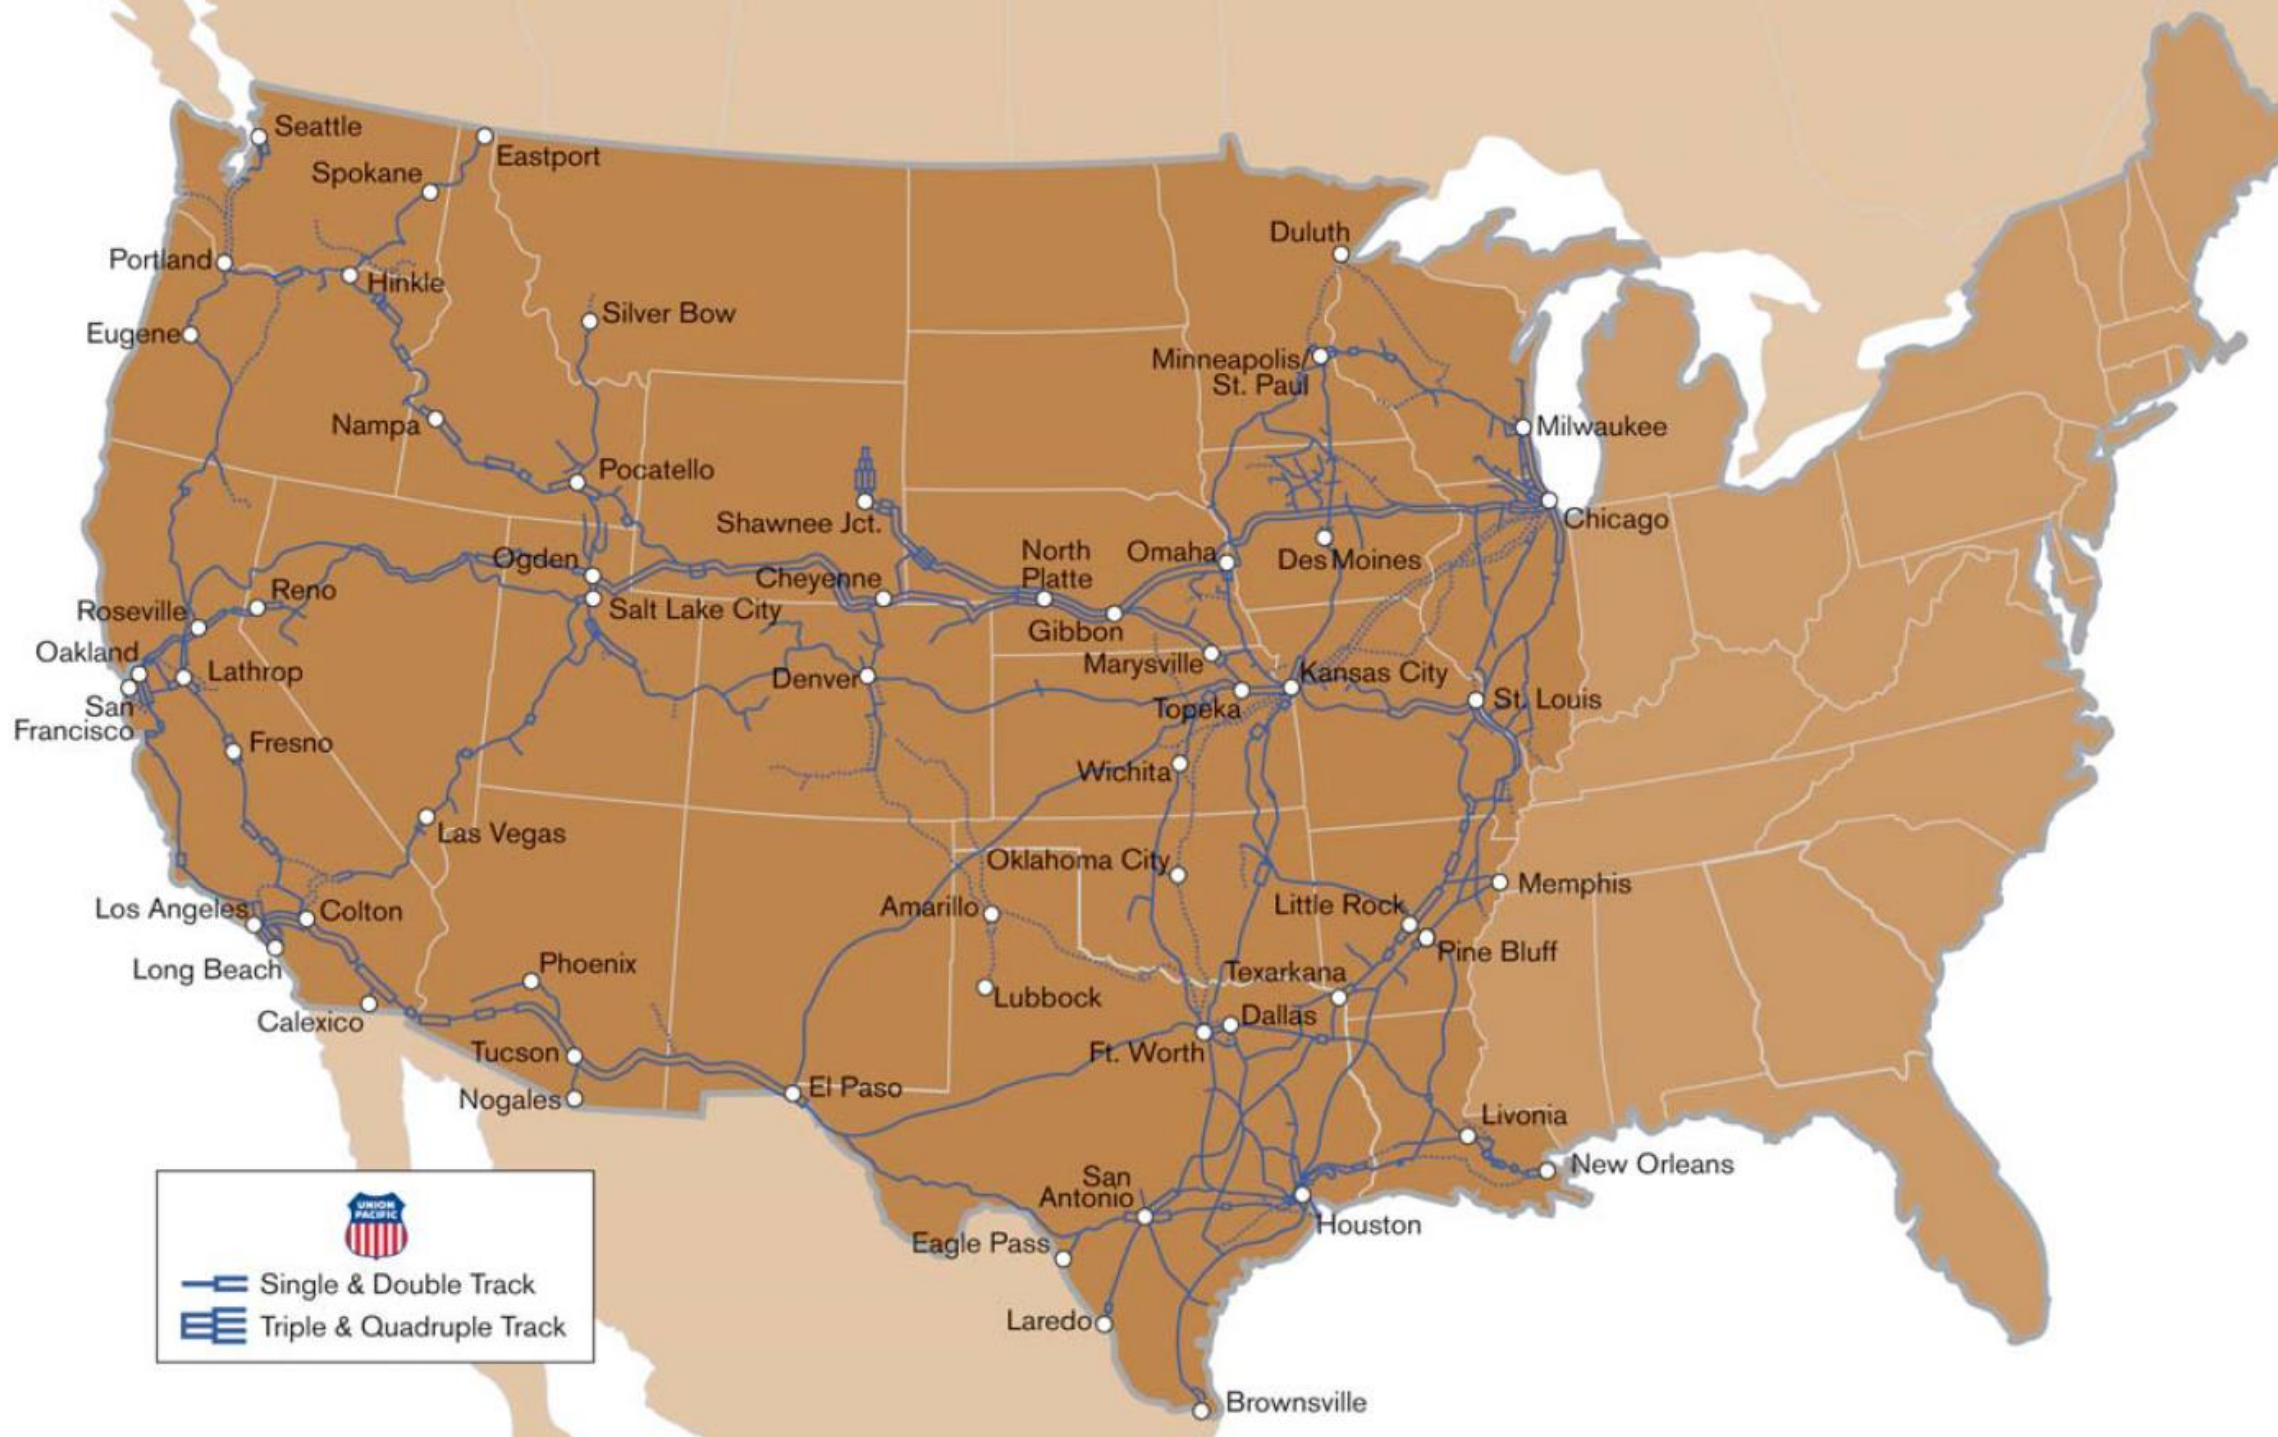 Seattle
Eastport
Spokane
Portland
Hinkle
Duluth
Silver Bow
Eugene
Minneapolis/
St. Paul
Nampa
Milwaukee
Pocatello
Shawnee Jct.
Chicago
Ogden
North
Platte
Omaha
Des Moines
Cheyenne
Reno
Roseville
Salt Lake City
Gibbon
Oakland
Lathrop
Denver
Marysville
Kansas City
San
Francisco
Topeka
St. Louis
Fresno
Wichita
Las Vegas
Oklahoma City
Memphis
Los Angeles
Colton
Amarillo
Little Rock
Pine Bluff
Long Beach
Phoenix
Texarkana
Lubbock
Calexico
Dallas
Tucson
Ft. Worth
Nogales
El Paso
Livonia
New Orleans
San
Antonio
Houston
Eagle Pass
Laredo
Brownsville
UNION
PACIFIC
Single & Double Track
Triple & Quadruple Track